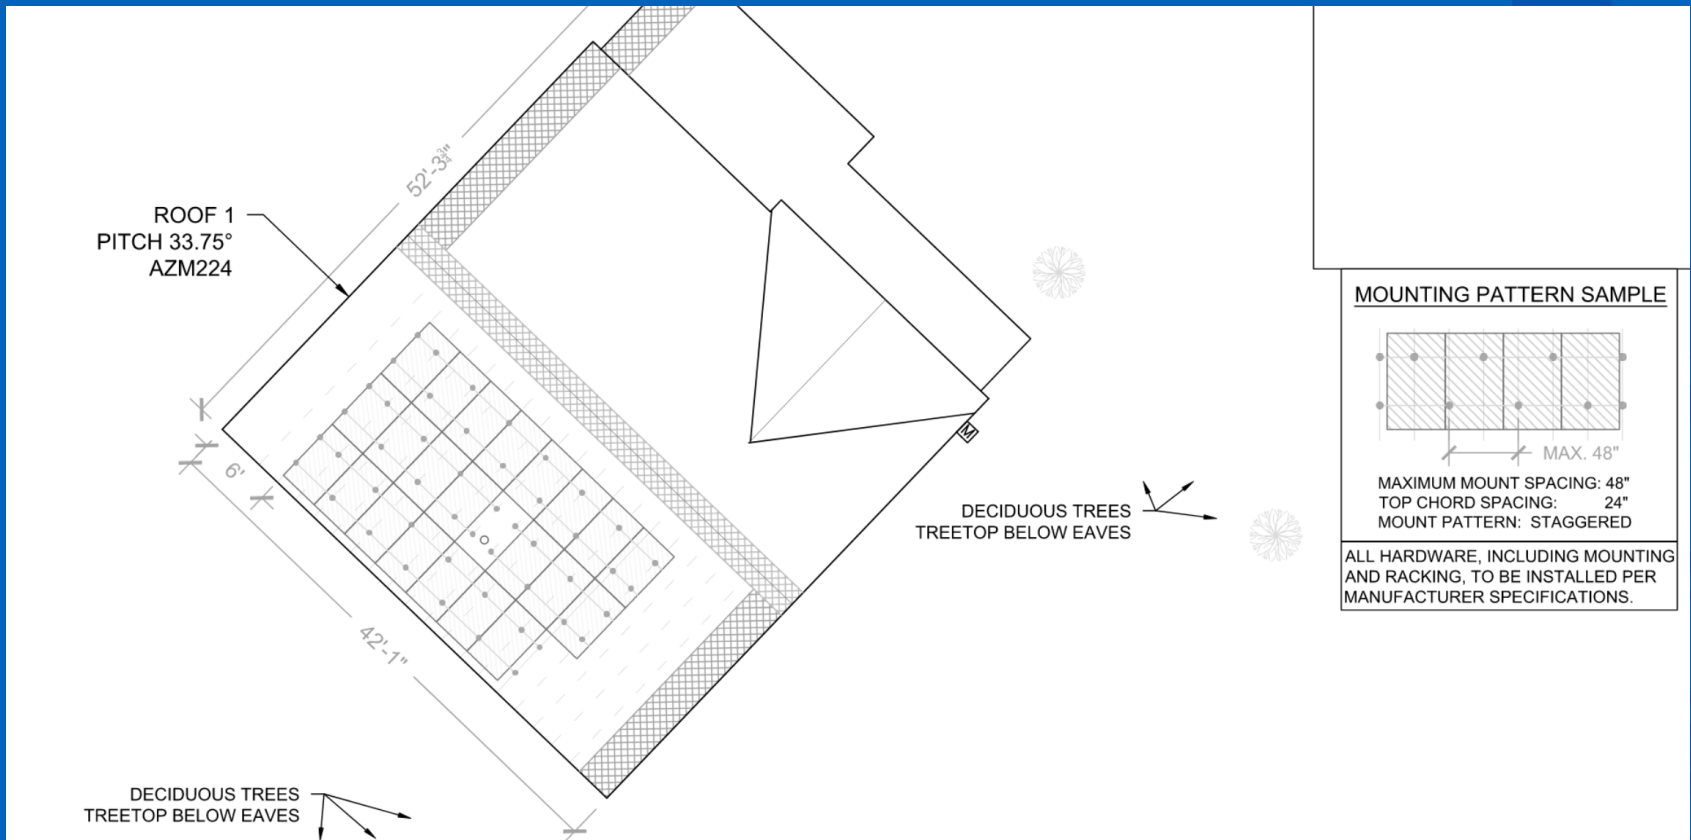 52'-3¾"
ROOF 1
PITCH 33.75°
AZM224
6'
42'-1"
M
DECIDUOUS TREES
TREETOP BELOW EAVES
DECIDUOUS TREES
TREETOP BELOW EAVES
MOUNTING PATTERN SAMPLE
MAX. 48"
MAXIMUM MOUNT SPACING: 48"
TOP CHORD SPACING: 24"
MOUNT PATTERN: STAGGERED
ALL HARDWARE, INCLUDING MOUNTING
AND RACKING, TO BE INSTALLED PER
MANUFACTURER SPECIFICATIONS.